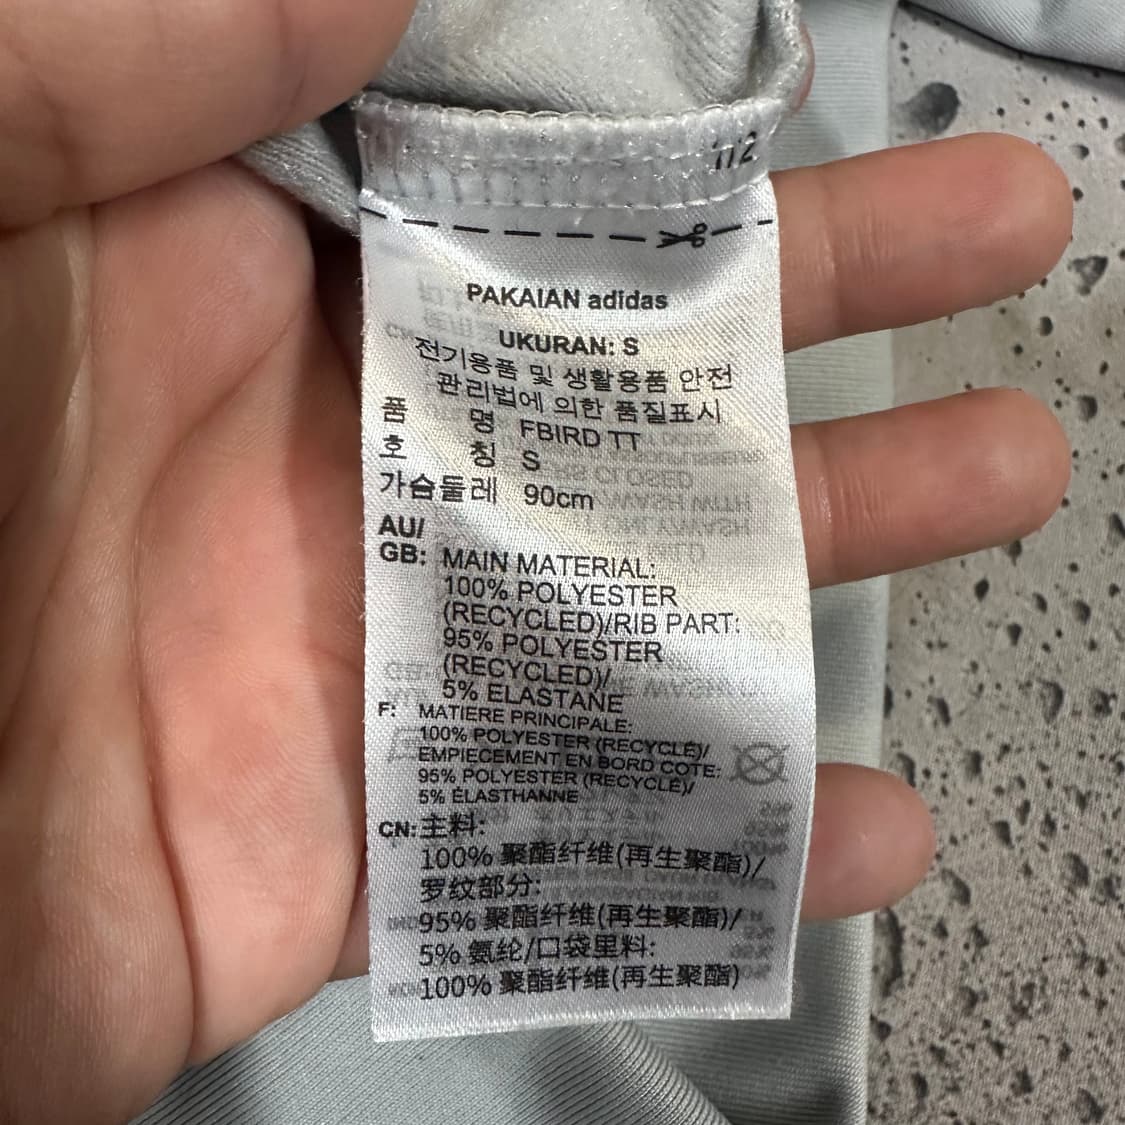 1/2
PAKAIAN adidas
UKURAN: S
전기용품 및 생활용품 안전
관리법에 의한 품질표시
품 명 FBIRD TT
호 칭 S
가슴둘레 90cm
AU/
GB: MAIN MATERIAL:
100% POLYESTER
(RECYCLED)/RIB PART:
95% POLYESTER
(RECYCLED)/
5% ELASTANE
F: MATIERE PRINCIPALE:
100% POLYESTER (RECYCLÉ)/
EMPIECEMENT EN BORD COTE:
95% POLYESTER (RECYCLÉ)/
5% ÉLASTHANNE
CN: 主料:
100% 聚酯纤维(再生聚酯)/
罗纹部分:
95% 聚酯纤维(再生聚酯)/
5% 氨纶/口袋里料:
100% 聚酯纤维(再生聚酯)